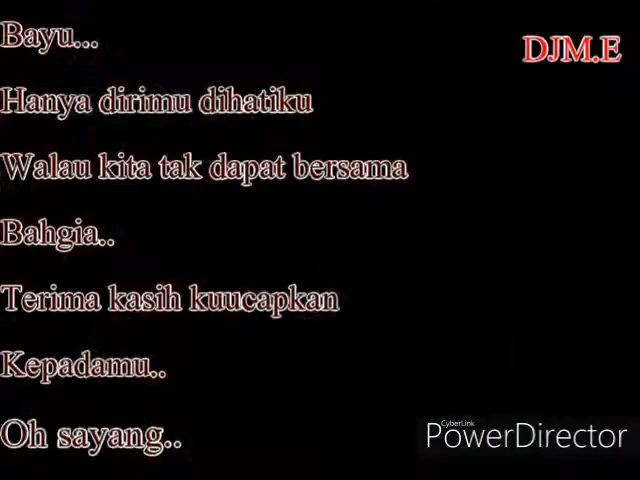 Bayu...
DJM.E
Hanya dirimu dihatiku
Walau kita tak dapat bersama
Bahgia..
Terima kasih kuucapkan
Kepadamu..
Oh sayang..
CyberLink
PowerDirector